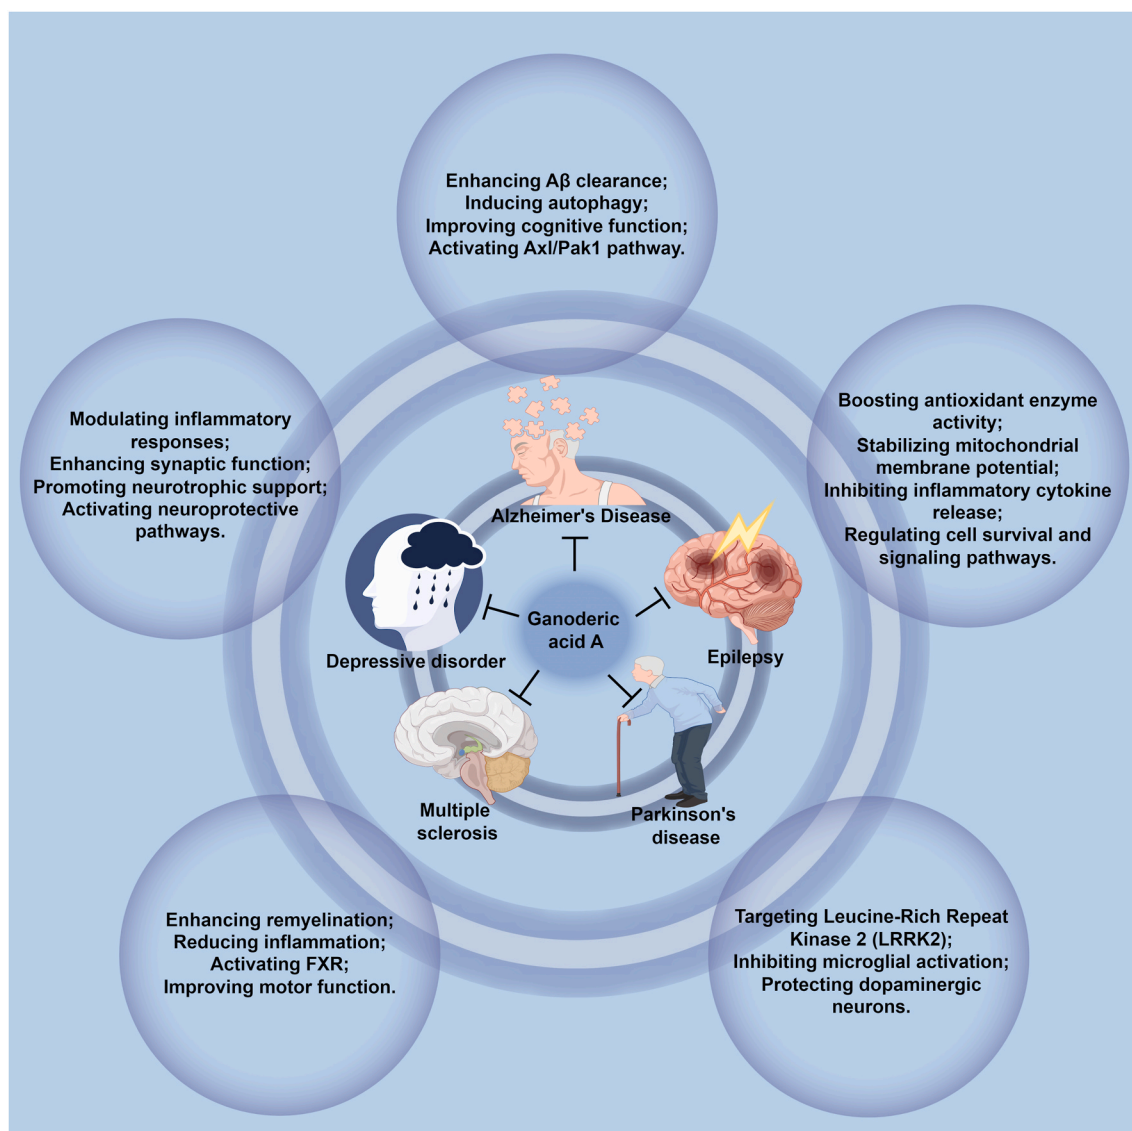 Enhancing Aβ clearance;
Inducing autophagy;
Improving cognitive function;
Activating Axl/Pak1 pathway.
Modulating inflammatory
responses;
Enhancing synaptic function;
Promoting neurotrophic support;
Activating neuroprotective
pathways.
Boosting antioxidant enzyme
activity;
Stabilizing mitochondrial
membrane potential;
Inhibiting inflammatory cytokine
release;
Regulating cell survival and
signaling pathways.
Alzheimer's Disease
Ganoderic
acid A
Depressive disorder
Epilepsy
Multiple
sclerosis
Parkinson's
disease
Enhancing remyelination;
Reducing inflammation;
Activating FXR;
Improving motor function.
Targeting Leucine-Rich Repeat
Kinase 2 (LRRK2);
Inhibiting microglial activation;
Protecting dopaminergic
neurons.